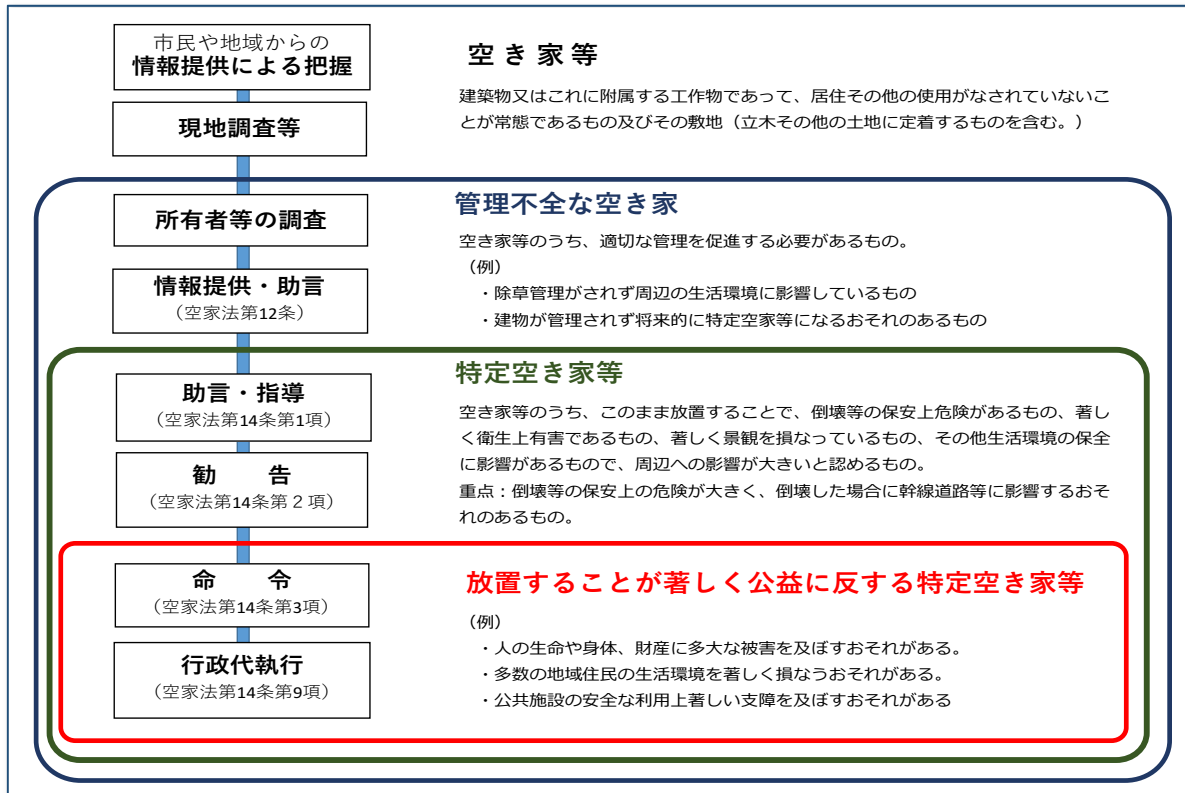 市民や地域からの
情報提供による把握
現地調査等
空き家等
建築物又はこれに附属する工作物であって、居住その他の使用がなされていないこ
とが常態であるもの及びその敷地（立木その他の土地に定着するものを含む。）
所有者等の調査
情報提供・助言
（空家法第12条）
管理不全な空き家
空き家等のうち、適切な管理を促進する必要があるもの。
（例）
・除草管理がされず周辺の生活環境に影響しているもの
・建物が管理されず将来的に特定空家等になるおそれのあるもの
助言・指導
（空家法第14条第1項）
勧　　告
（空家法第14条第２項）
特定空き家等
空き家等のうち、このまま放置することで、倒壊等の保安上危険があるもの、著し
く衛生上有害であるもの、著しく景観を損なっているもの、その他生活環境の保全
に影響があるもので、周辺への影響が大きいと認めるもの。
重点：倒壊等の保安上の危険が大きく、倒壊した場合に幹線道路等に影響するおそ
れのあるもの。
命　　令
（空家法第14条第3項）
行政代執行
（空家法第14条第9項）
放置することが著しく公益に反する特定空き家等
（例）
・人の生命や身体、財産に多大な被害を及ぼすおそれがある。
・多数の地域住民の生活環境を著しく損なうおそれがある。
・公共施設の安全な利用上著しい支障を及ぼすおそれがある